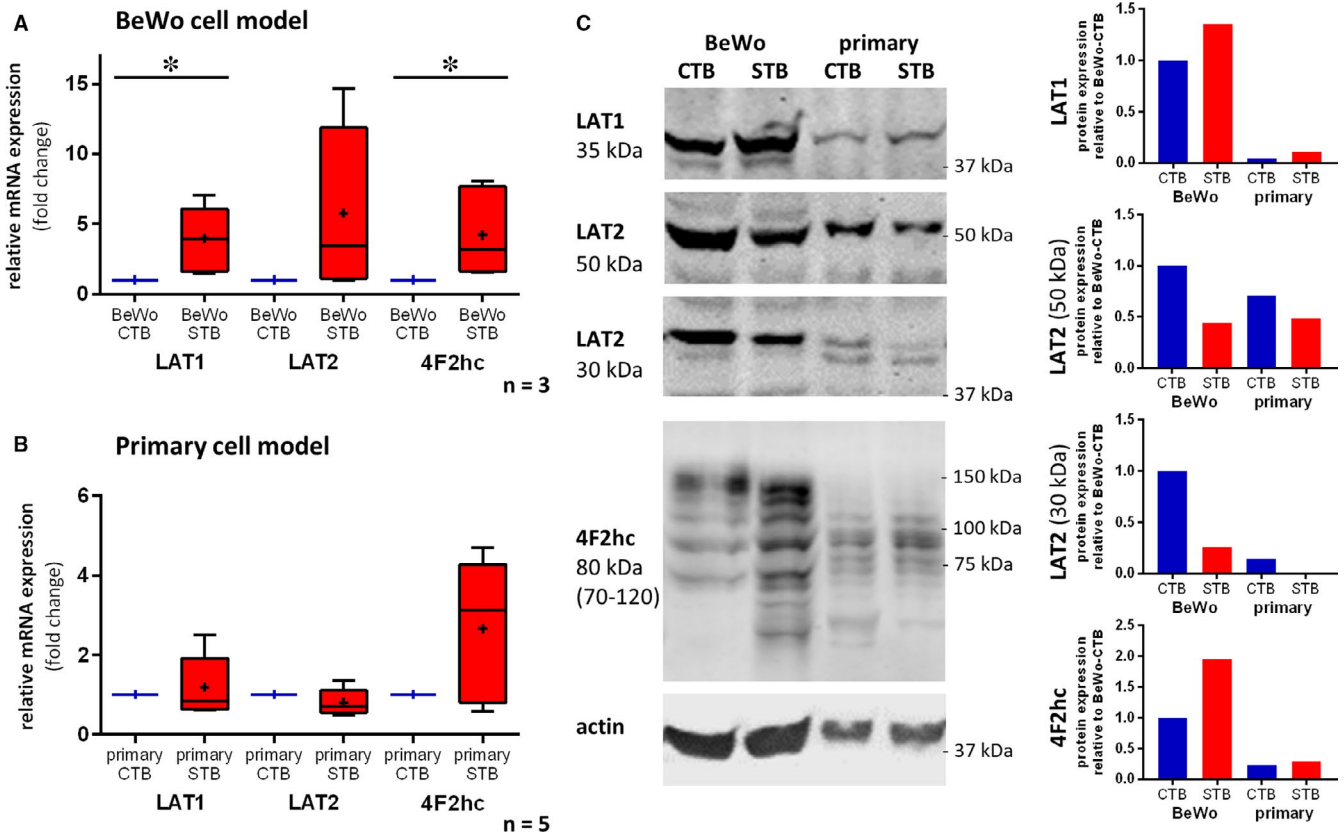 A
BeWo cell model
relative mRNA expression
(fold change)
15
10
5
0
*
*
BeWo CTB
BeWo STB
BeWo CTB
BeWo STB
BeWo CTB
BeWo STB
LAT1
LAT2
4F2hc
n = 3
B
Primary cell model
relative mRNA expression
(fold change)
6
4
2
0
primary CTB
primary STB
primary CTB
primary STB
primary CTB
primary STB
LAT1
LAT2
4F2hc
n = 5
C
BeWo
primary
CTB STB CTB STB
LAT1
35 kDa
- 37 kDa
LAT2
50 kDa
- 50 kDa
LAT2
30 kDa
- 37 kDa
4F2hc
80 kDa
(70-120)
- 150 kDa
- 100 kDa
- 75 kDa
actin
- 37 kDa
LAT1
protein expression
relative to BeWo-CTB
1.5
1.0
0.5
0.0
CTB STB CTB STB
BeWo primary
LAT2 (50 kDa)
protein expression
relative to BeWo-CTB
1.5
1.0
0.5
0.0
CTB STB CTB STB
BeWo primary
LAT2 (30 kDa)
protein expression
relative to BeWo-CTB
1.5
1.0
0.5
0.0
CTB STB CTB STB
BeWo primary
4F2hc
protein expression
relative to BeWo-CTB
2.5
2.0
1.5
1.0
0.5
0.0
CTB STB CTB STB
BeWo primary